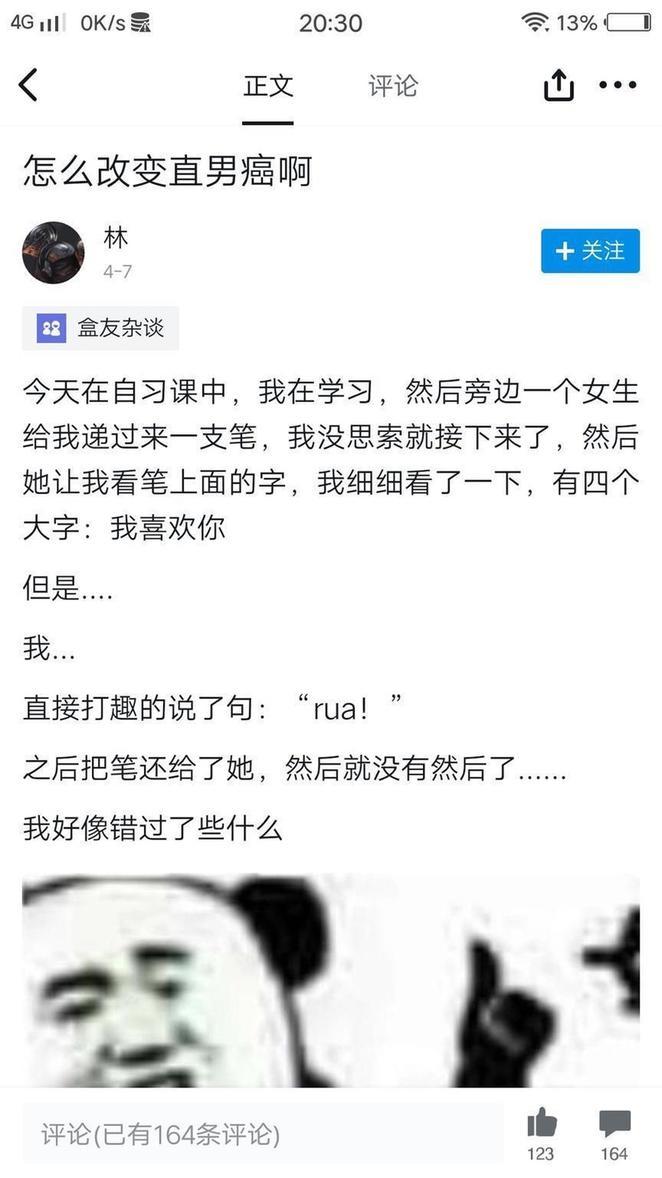 4G 0K/s 20:30 13%
正文 评论
怎么改变直男癌啊
林
4-7
+ 关注
盒友杂谈
今天在自习课中，我在学习，然后旁边一个女生
给我递过来一支笔，我没思索就接下来了，然后
她让我看笔上面的字，我细细看了一下，有四个
大字：我喜欢你
但是....
我...
直接打趣的说了句：“rua！”
之后把笔还给了她，然后就没有然后了......
我好像错过了些什么
评论(已有164条评论)
123 164